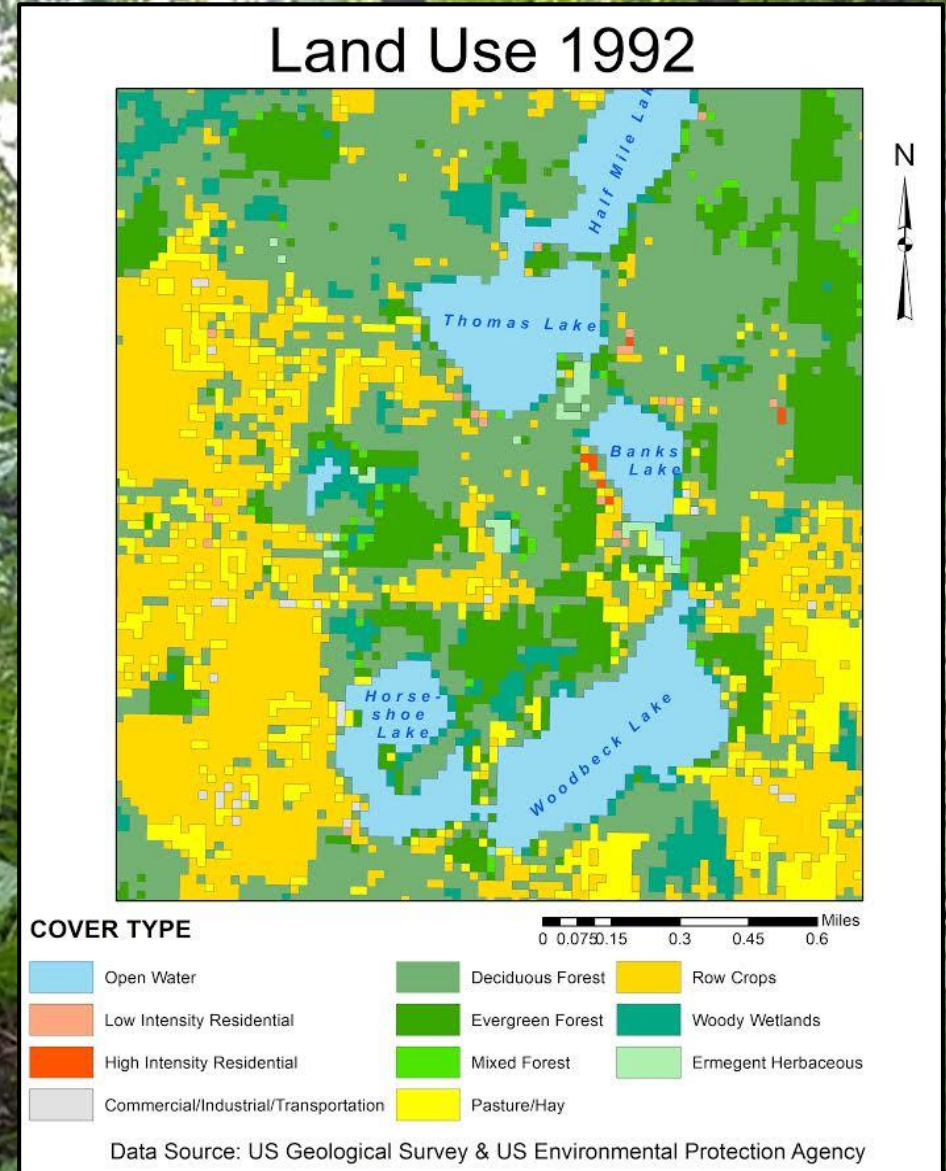 Land Use 1992
N
Half Mile Lak
Thomas Lake
Banks
Lake
Horse-
shoe
Lake
Woodbeck Lake
COVER TYPE
Miles
0 0.075 0.15 0.3 0.45 0.6
Open Water
Deciduous Forest
Row Crops
Low Intensity Residential
Evergreen Forest
Woody Wetlands
High Intensity Residential
Mixed Forest
Ermegent Herbaceous
Commercial/Industrial/Transportation
Pasture/Hay
Data Source: US Geological Survey & US Environmental Protection Agency